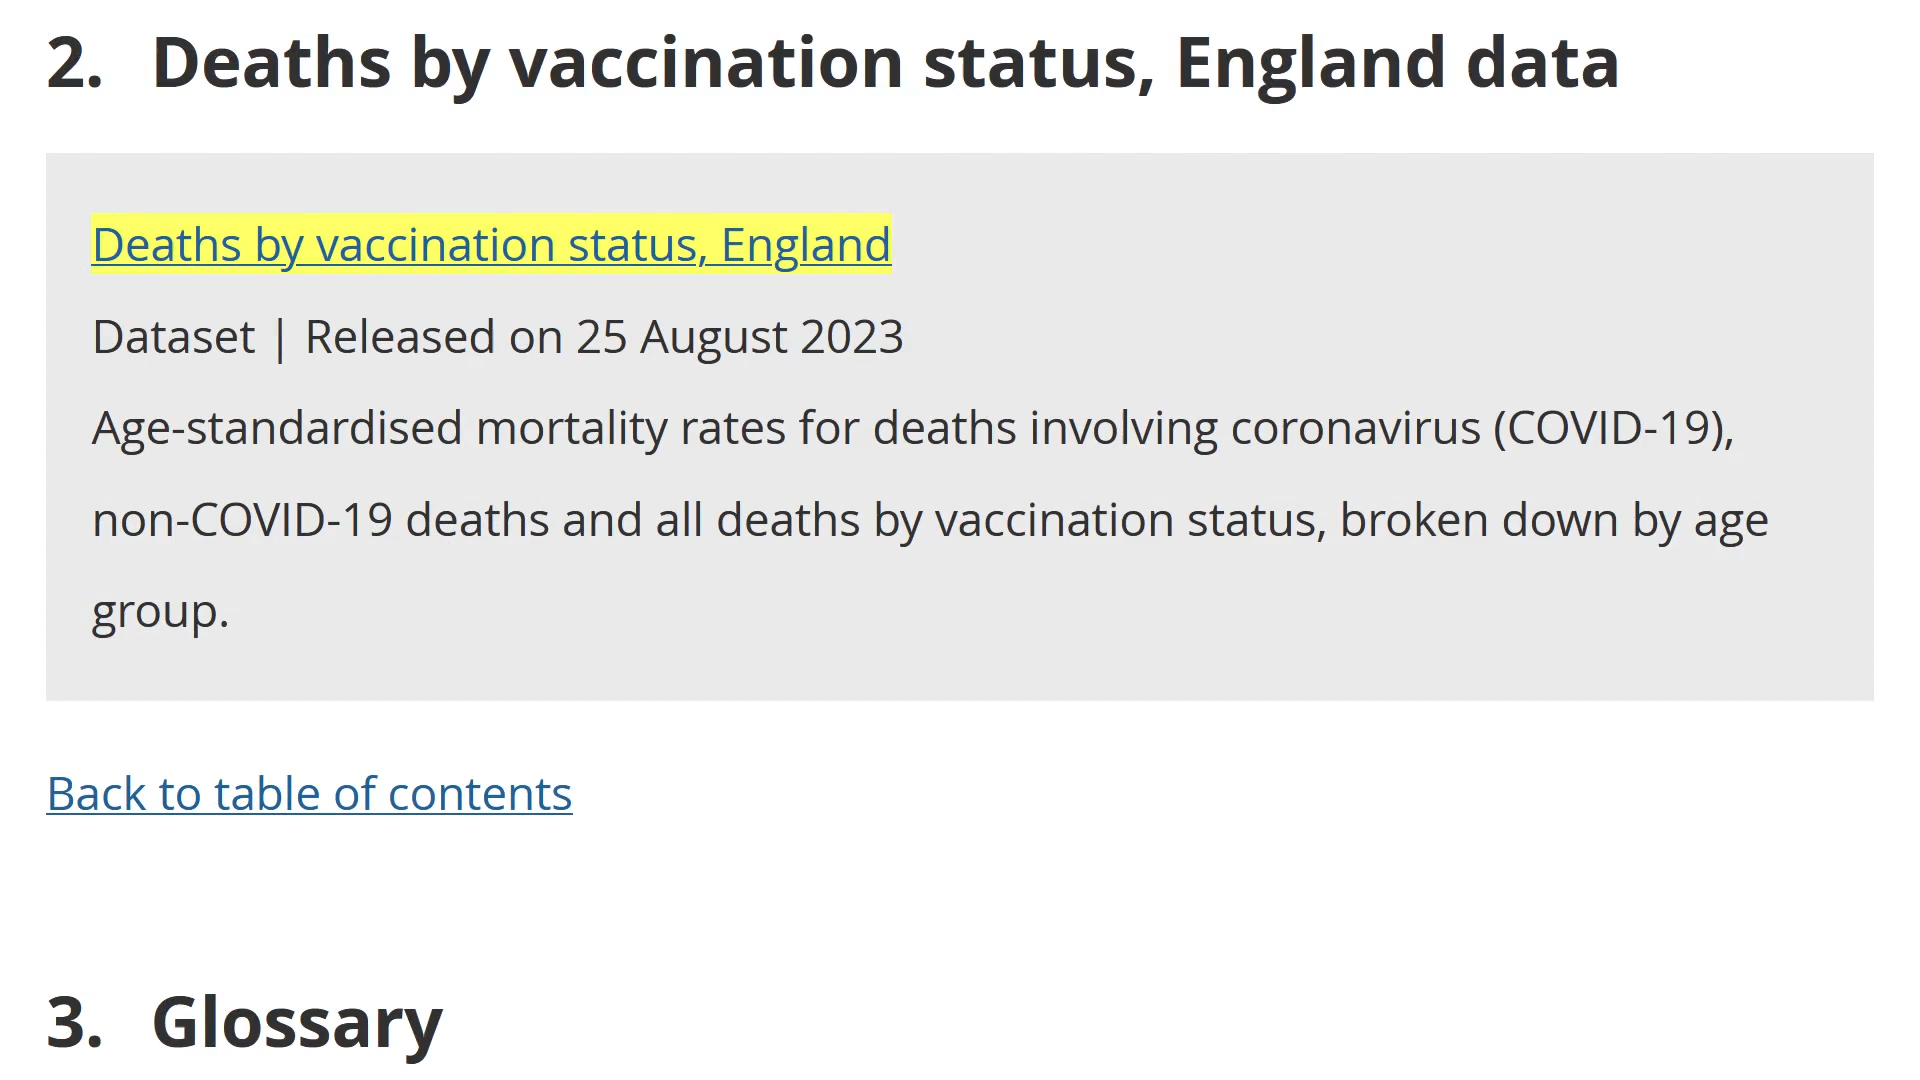 2. Deaths by vaccination status, England data
Deaths by vaccination status, England
Dataset | Released on 25 August 2023
Age-standardised mortality rates for deaths involving coronavirus (COVID-19),
non-COVID-19 deaths and all deaths by vaccination status, broken down by age
group.
Back to table of contents
3. Glossary